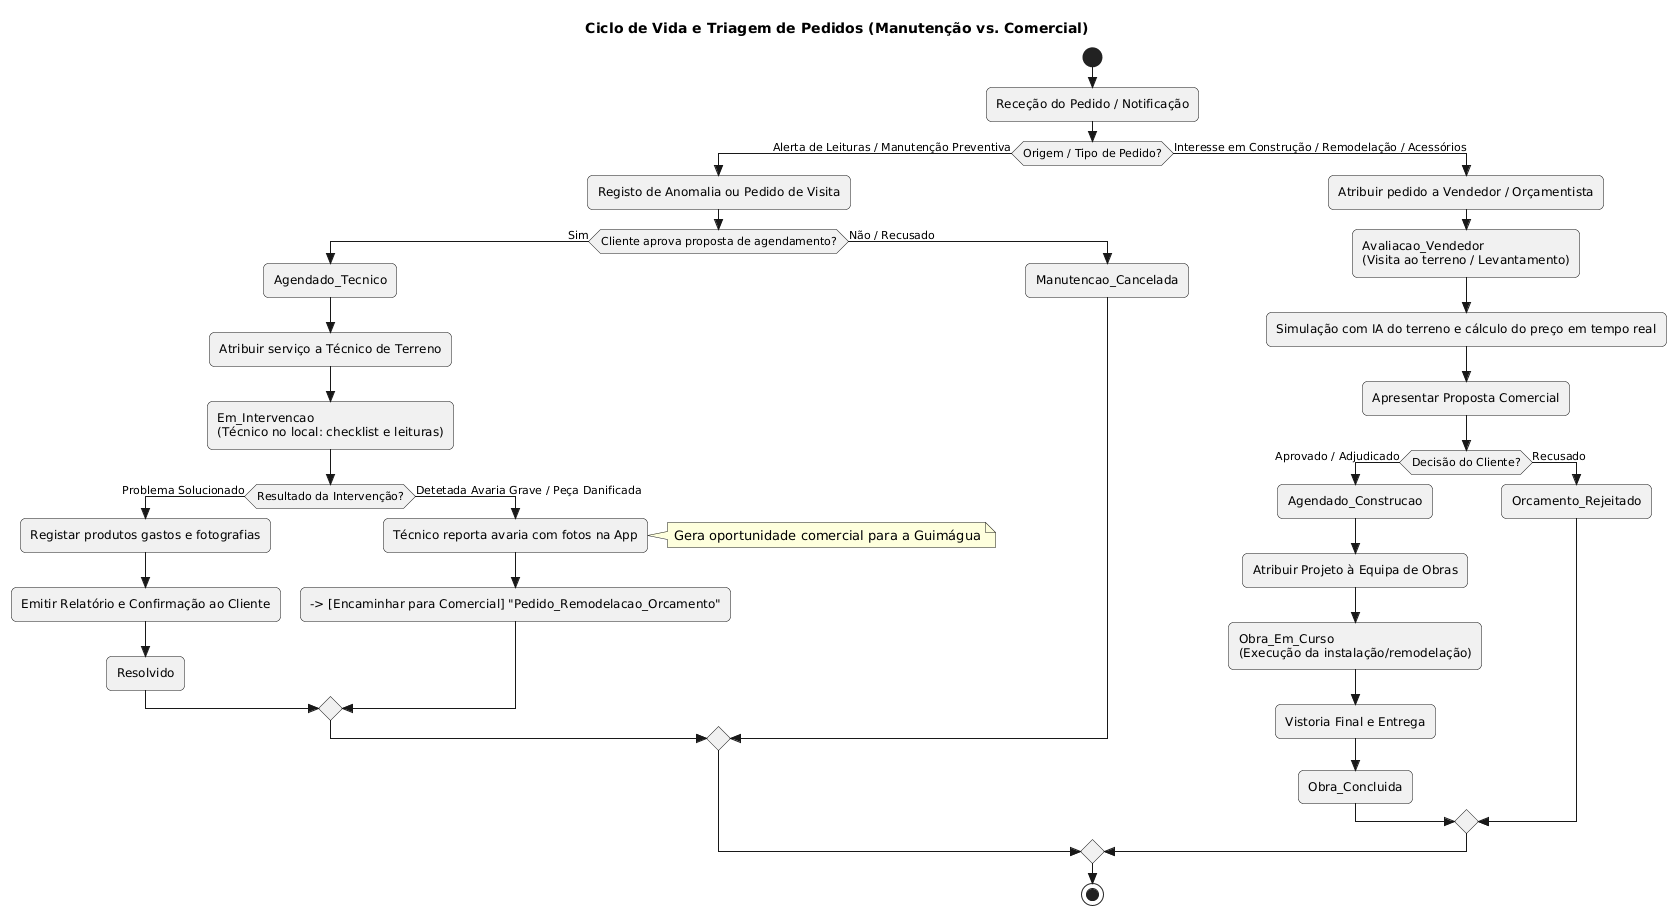 Ciclo de Vida e Triagem de Pedidos (Manutenção vs. Comercial)
Receção do Pedido / Notificação
Origem / Tipo de Pedido?
Alerta de Leituras / Manutenção Preventiva
Interesse em Construção / Remodelação / Acessórios
Registo de Anomalia ou Pedido de Visita
Cliente aprova proposta de agendamento?
Sim
Não / Recusado
Agendado_Tecnico
Atribuir serviço a Técnico de Terreno
Em_Intervencao
(Técnico no local: checklist e leituras)
Resultado da Intervenção?
Problema Solucionado
Detetada Avaria Grave / Peça Danificada
Registar produtos gastos e fotografias
Emitir Relatório e Confirmação ao Cliente
Resolvido
Técnico reporta avaria com fotos na App
Gera oportunidade comercial para a Guimágua
-> [Encaminhar para Comercial] "Pedido_Remodelacao_Orcamento"
Manutencao_Cancelada
Atribuir pedido a Vendedor / Orçamentista
Avaliacao_Vendedor
(Visita ao terreno / Levantamento)
Simulação com IA do terreno e cálculo do preço em tempo real
Apresentar Proposta Comercial
Decisão do Cliente?
Aprovado / Adjudicado
Recusado
Agendado_Construcao
Atribuir Projeto à Equipa de Obras
Obra_Em_Curso
(Execução da instalação/remodelação)
Vistoria Final e Entrega
Obra_Concluida
Orcamento_Rejeitado